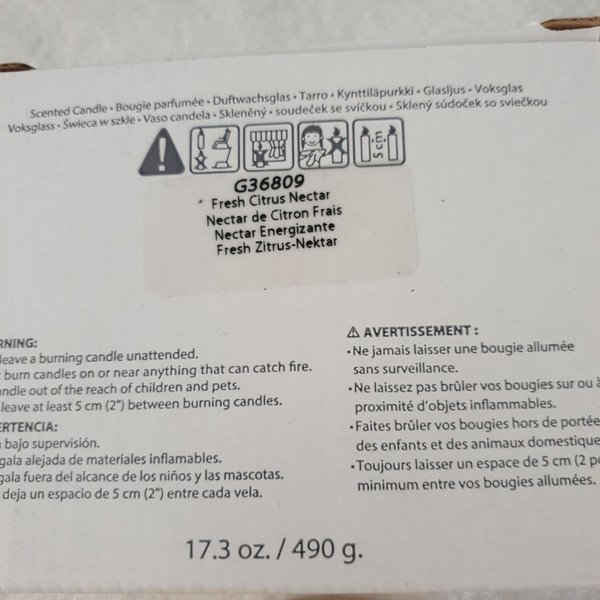 Scented Candle • Bougie parfumée • Duftwachsglas • Tarro • Kynttiläpurkki • Glasljus • Voksglas
Voksglass • Świeca w szkle • Vaso candela • Skleněný • soudeček se svíčkou • Sklený súdoček so sviečkou
5 cm
G36809
Fresh Citrus Nectar
Nectar de Citron Frais
Nectar Energizante
Fresh Zitrus-Nektar
RNING:
leave a burning candle unattended.
burn candles on or near anything that can catch fire.
ndle out of the reach of children and pets.
leave at least 5 cm (2") between burning candles.
ERTENCIA:
bajo supervisión.
gala alejada de materiales inflamables.
gala fuera del alcance de los niños y las mascotas.
deja un espacio de 5 cm (2") entre cada vela.
⚠ AVERTISSEMENT :
•Ne jamais laisser une bougie allumée
sans surveillance.
•Ne laissez pas brûler vos bougies sur ou à
proximité d'objets inflammables.
•Faites brûler vos bougies hors de portée
des enfants et des animaux domestique
•Toujours laisser un espace de 5 cm (2 po
minimum entre vos bougies allumées.
17.3 oz. / 490 g.